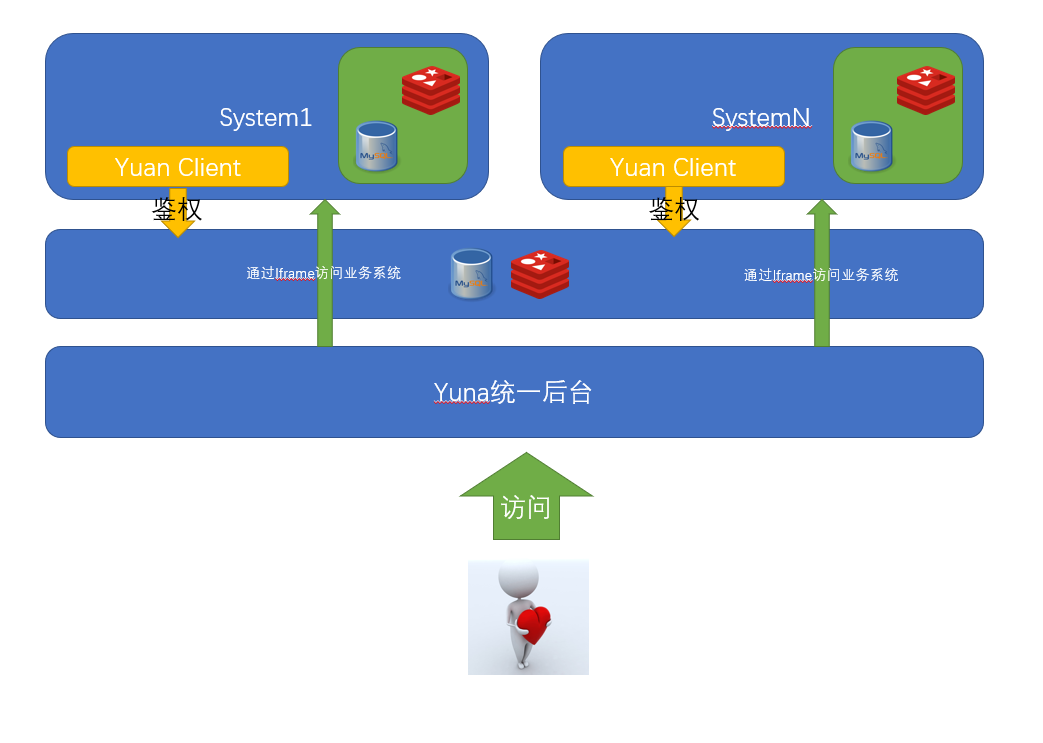 System1
SystemN
Yuan Client
Yuan Client
鉴权
鉴权
通过Iframe访问业务系统
通过Iframe访问业务系统
Yuna统一后台
访问